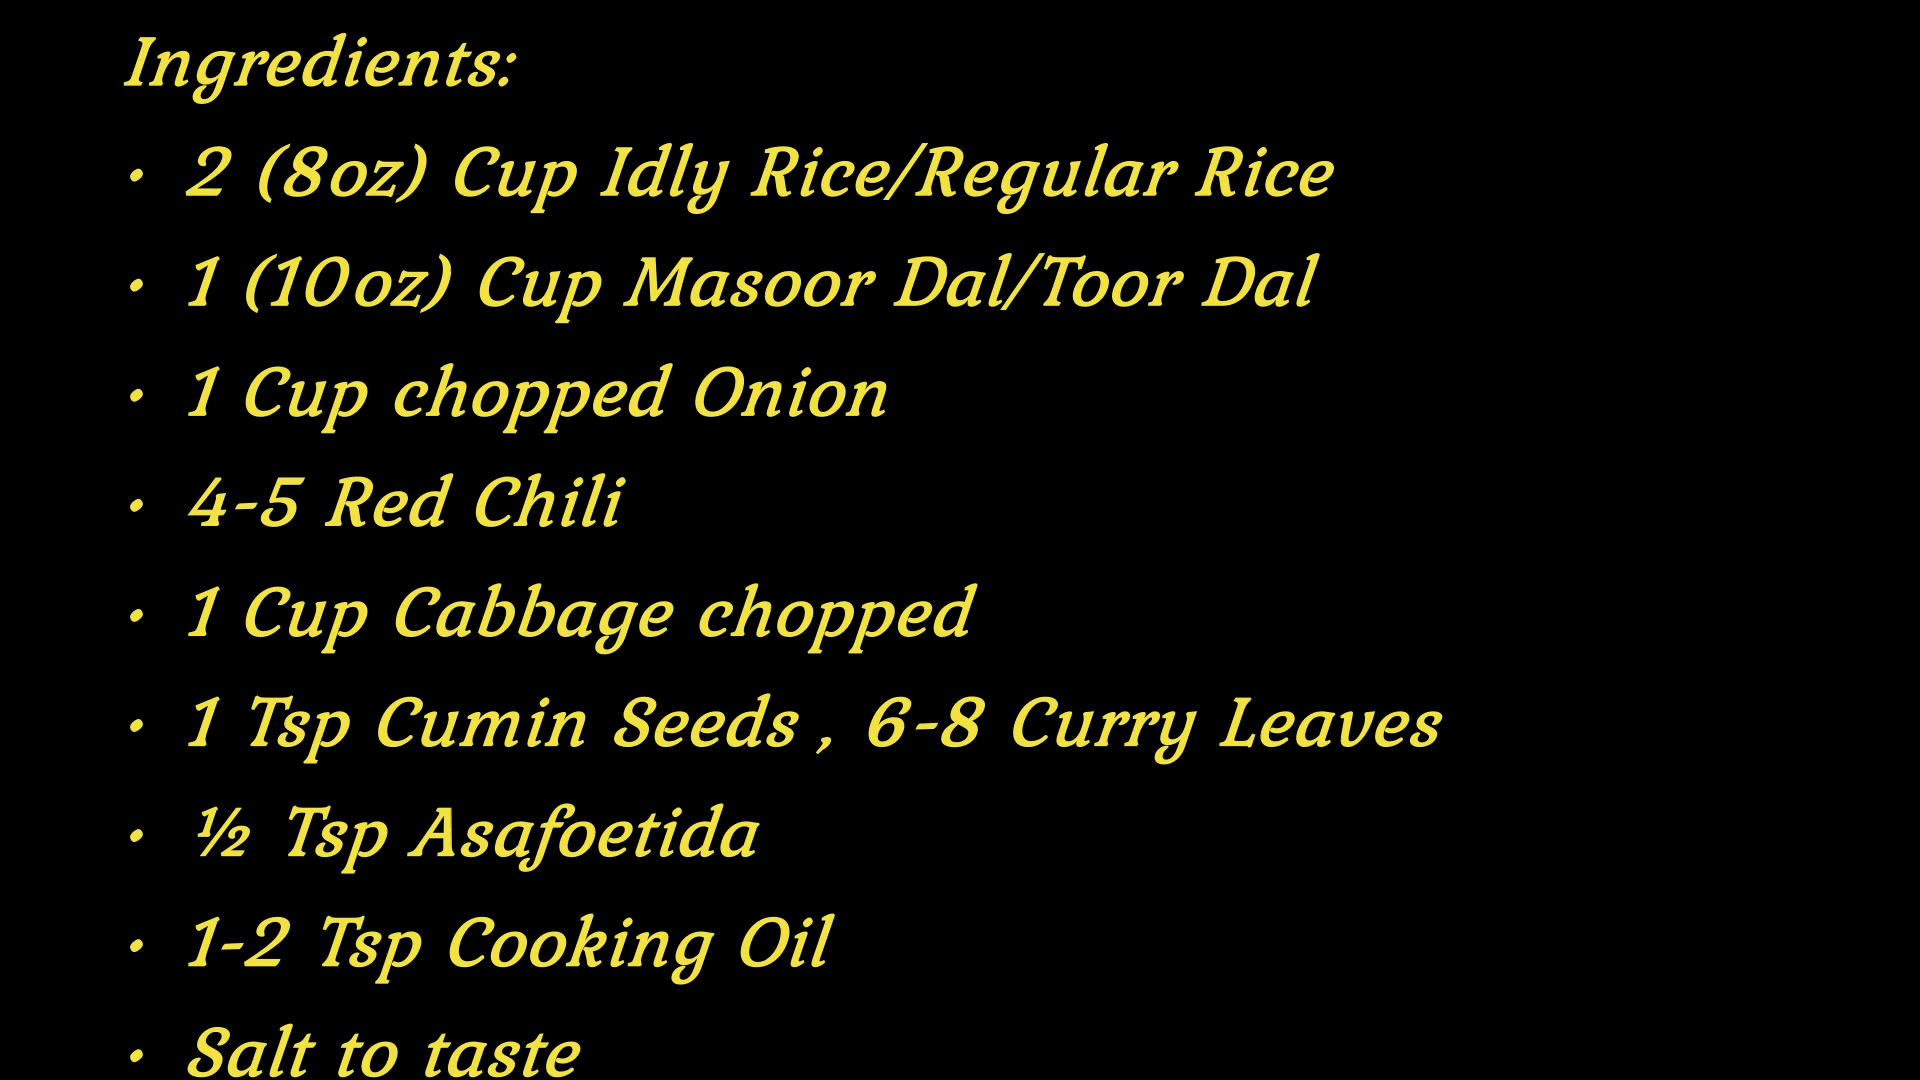 Ingredients:
• 2 (8oz) Cup Idly Rice/Regular Rice
• 1 (10oz) Cup Masoor Dal/Toor Dal
• 1 Cup chopped Onion
• 4-5 Red Chili
• 1 Cup Cabbage chopped
• 1 Tsp Cumin Seeds , 6-8 Curry Leaves
• ½ Tsp Asafoetida
• 1-2 Tsp Cooking Oil
• Salt to taste